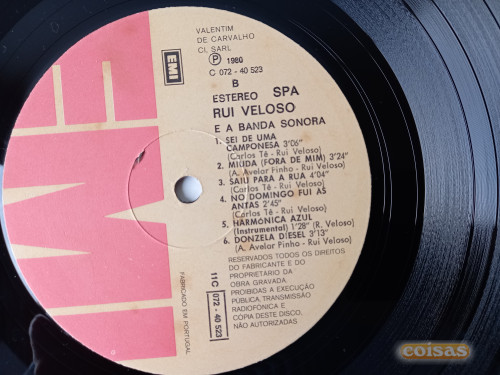 VALENTIM
DE CARVALHO
CI. SARL
EMI
Ⓟ 1980
C 072 - 40 523
B
ESTEREO SPA
RUI VELOSO
E A BANDA SONORA
1. SEI DE UMA
CAMPONESA 3'06"
(Carlos Tê - Rui Veloso)
2. MIÚDA (FORA DE MIM) 3'24"
(A. Avelar Pinho - Rui Veloso)
3. SAIU PARA A RUA 4'04"
(Carlos Tê - Rui Veloso)
4. NO DOMINGO FUI ÀS
ANTAS 2'45"
(Carlos Tê - Rui Veloso)
5. HARMÓNICA AZUL
(Instrumental) 1'28" (R. Veloso)
6. DONZELA DIESEL 3'13"
(A. Avelar Pinho - Rui Veloso)
RESERVADOS TODOS OS DIREITOS
DO FABRICANTE E DO
PROPRIETÁRIO DA
OBRA GRAVADA.
PROIBIDAS A EXECUÇÃO
PÚBLICA, TRANSMISSÃO
RADIOFÓNICA E
COPIA DESTE DISCO,
NÃO AUTORIZADAS
11C 072 - 40 523
FABRICADO EM PORTUGAL
EMI
coisas